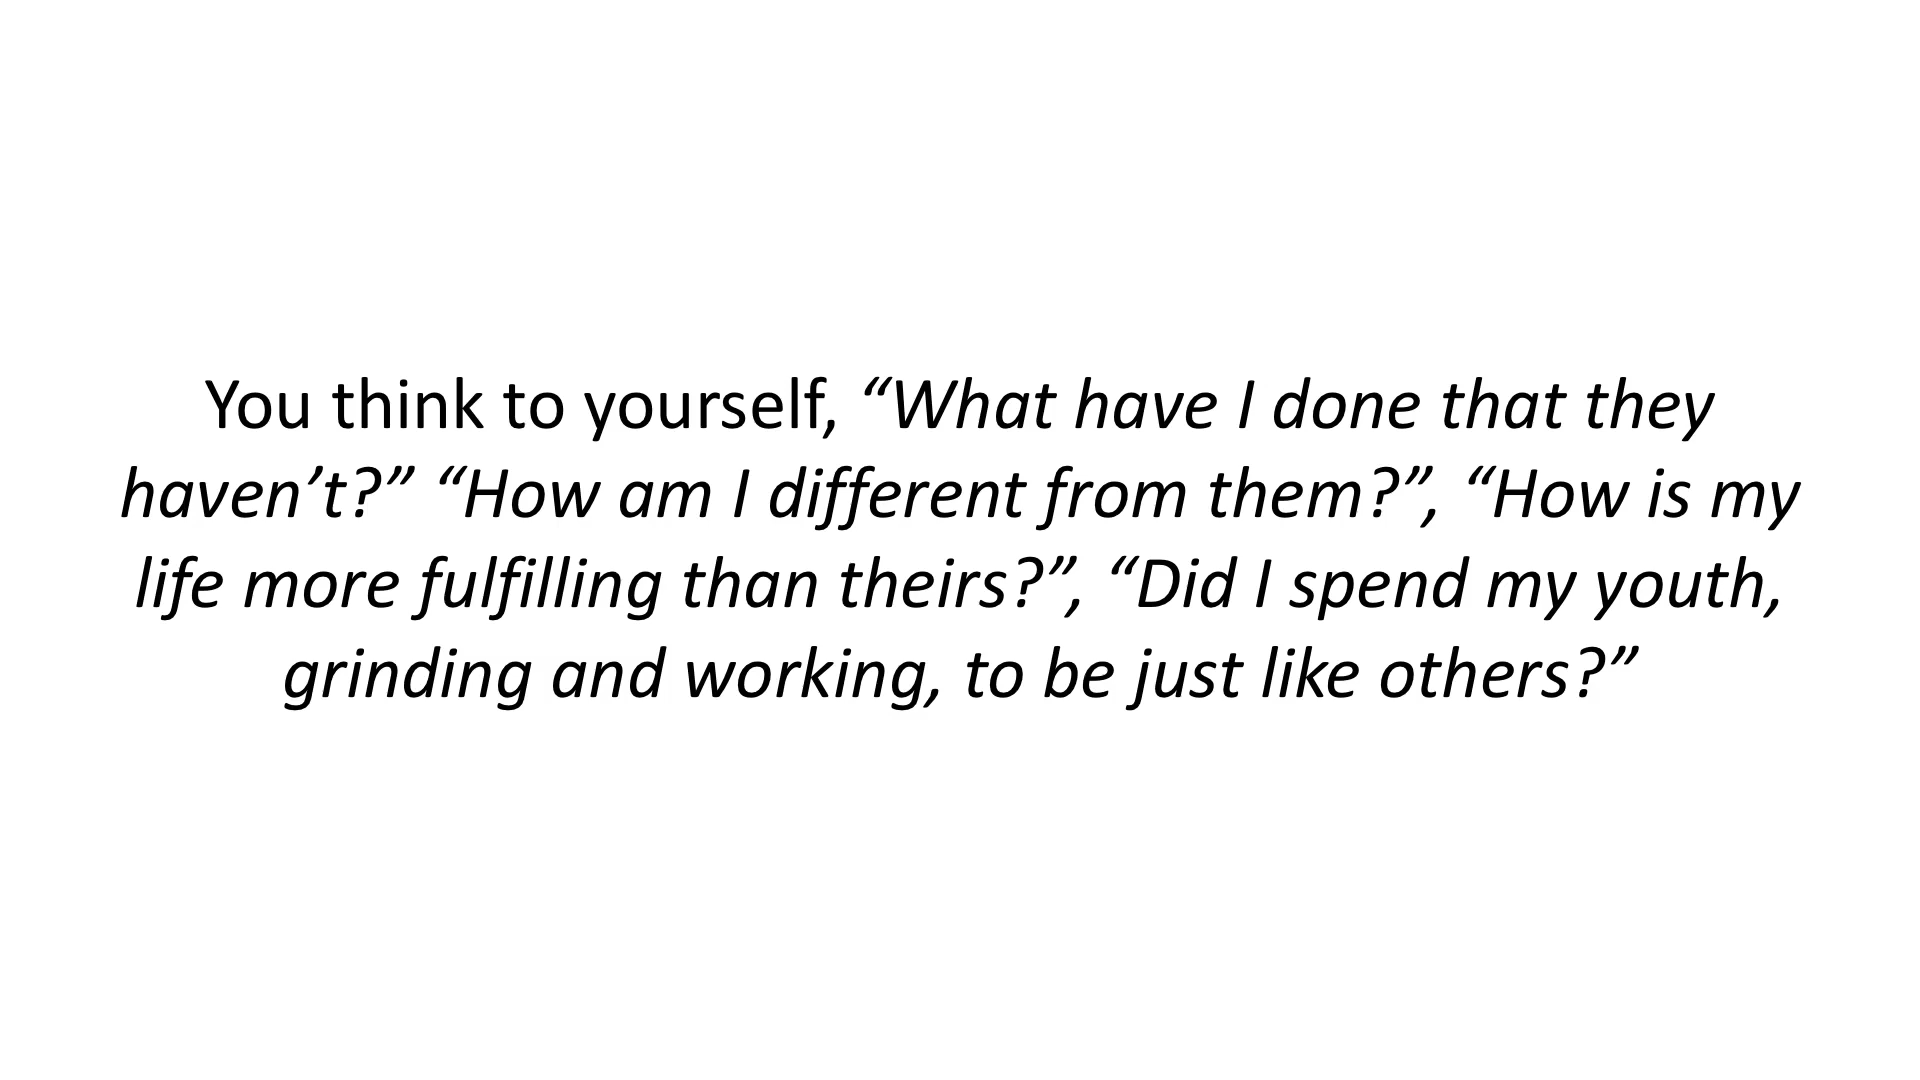 You think to yourself, “What have I done that they
haven’t?” “How am I different from them?”, “How is my
life more fulfilling than theirs?”, “Did I spend my youth,
grinding and working, to be just like others?”